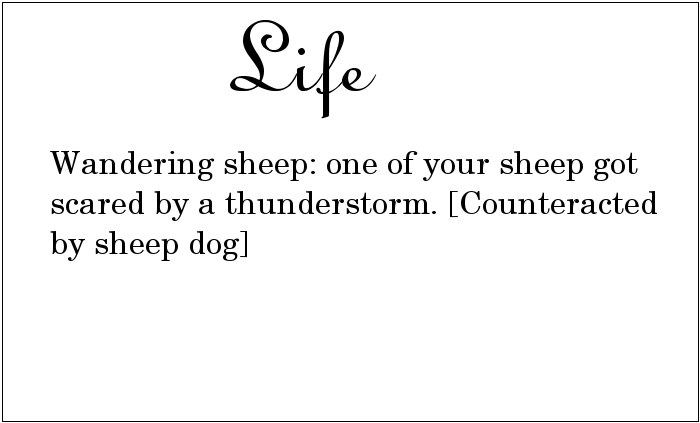 Life
Wandering sheep: one of your sheep got
scared by a thunderstorm. [Counteracted
by sheep dog]